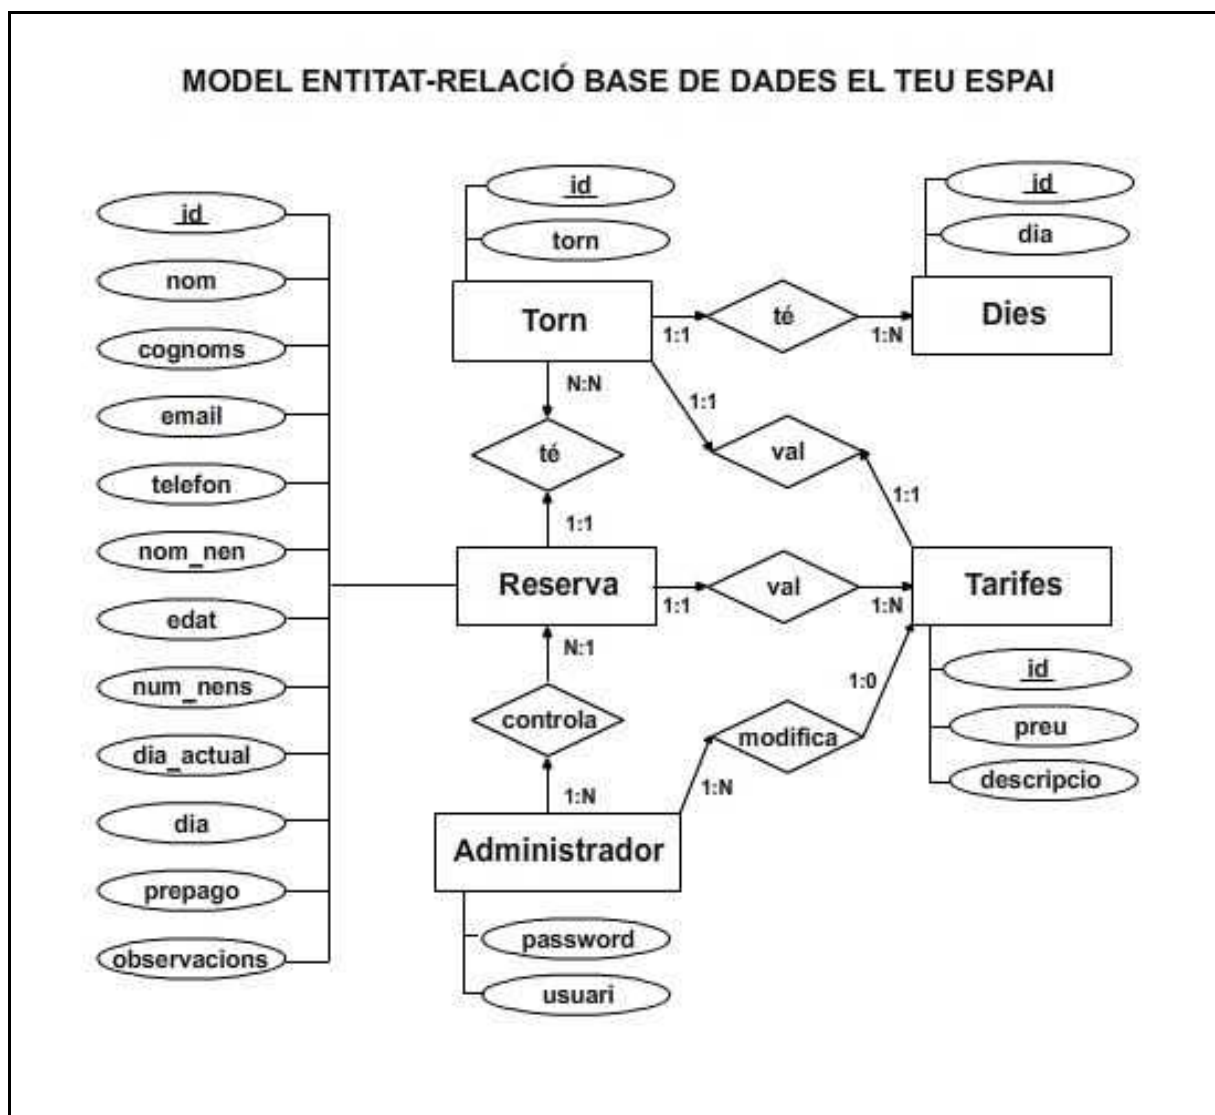 MODEL ENTITAT-RELACIÓ BASE DE DADES EL TEU ESPAI
id
nom
cognoms
email
telefon
nom_nen
edat
num_nens
dia_actual
dia
prepago
observacions
id
torn
Torn
1:1
té
1:N
id
dia
Dies
N:N
té
1:1
1:1
val
1:1
Reserva
1:1
val
1:N
Tarifes
id
preu
descripcio
N:1
controla
1:N
1:0
modifica
1:N
Administrador
password
usuari